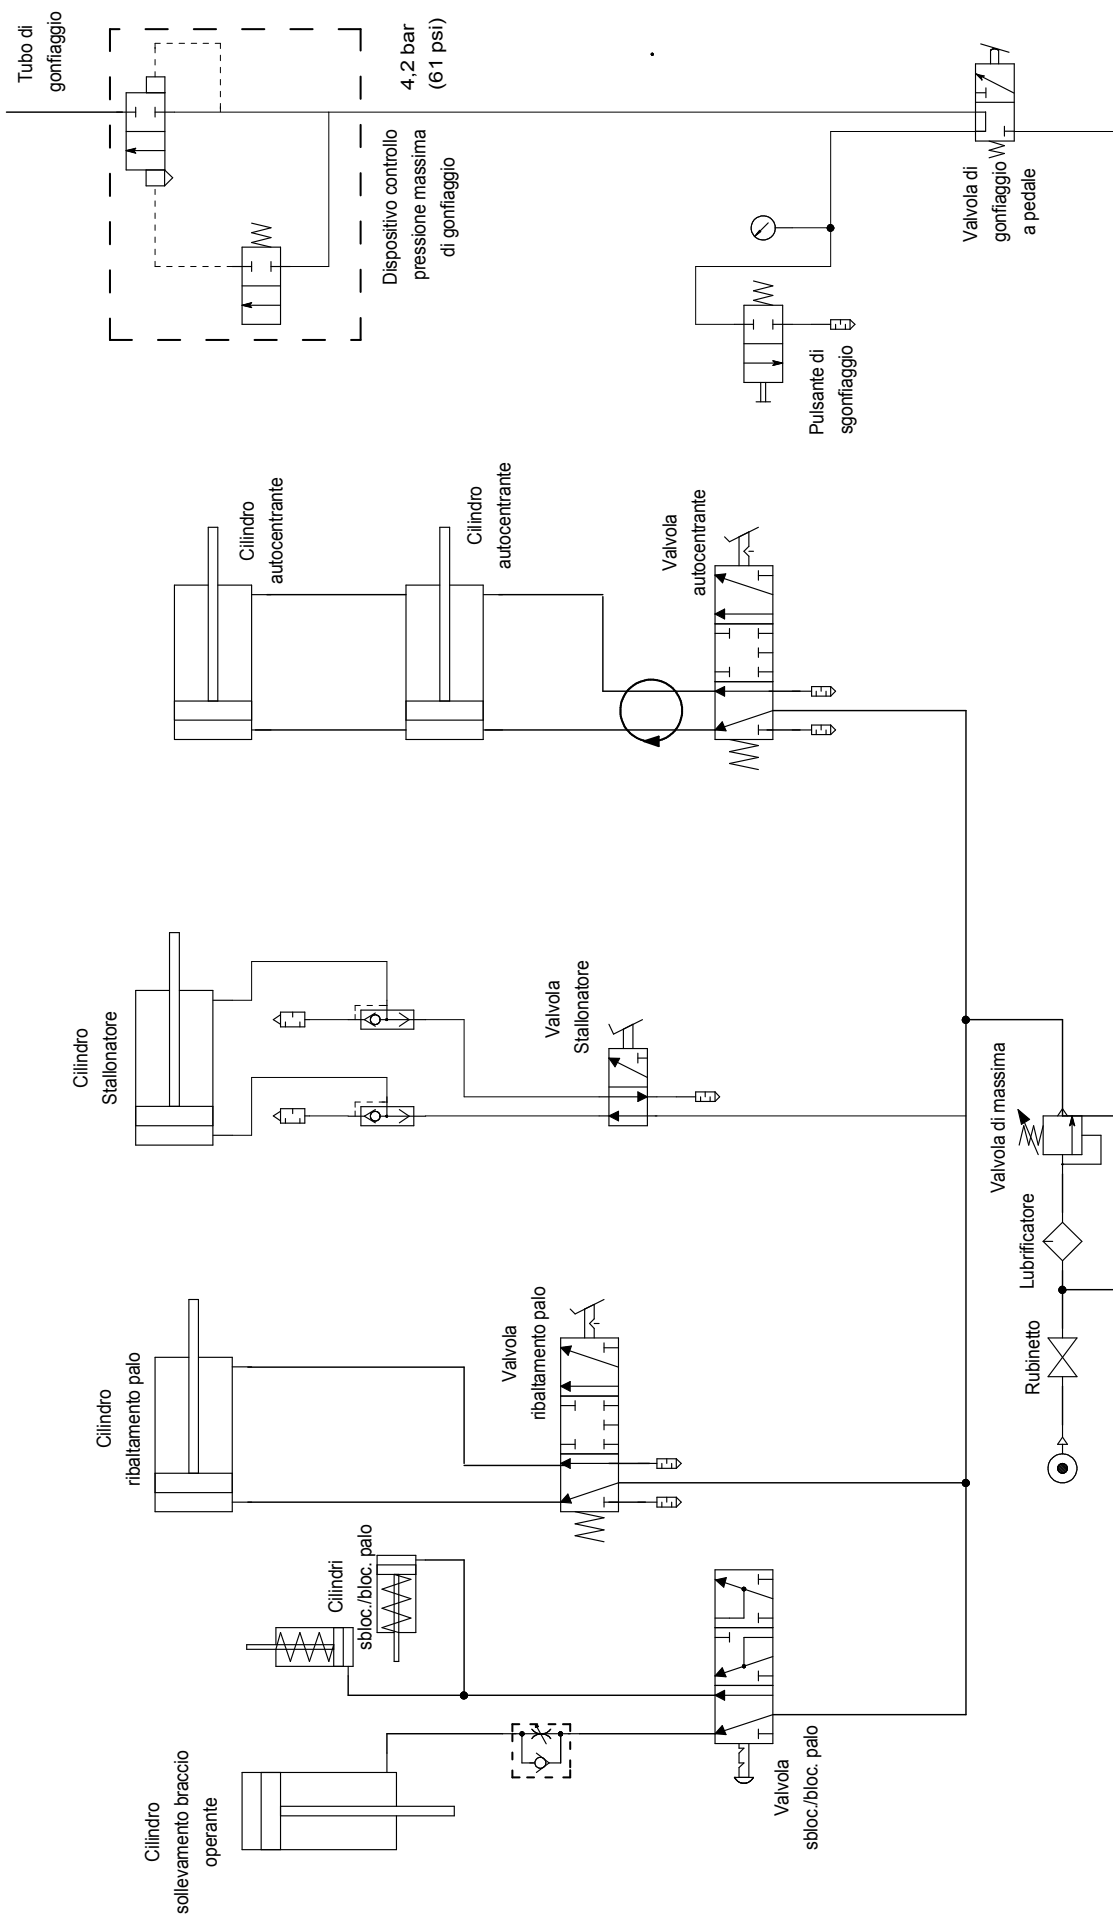 Tubo di
gonfiaggio
4,2 bar
(61 psi)
Dispositivo controllo
pressione massima
di gonfiaggio
Valvola di
gonfiaggio
a pedale
Pulsante di
sgonfiaggio
Cilindro
autocentrante
Cilindro
autocentrante
Valvola
autocentrante
Cilindro
Stallonatore
Valvola
Stallonatore
Valvola di massima
Lubrificatore
Rubinetto
Cilindro
ribaltamento palo
Valvola
ribaltamento palo
Cilindri
sbloc./bloc. palo
Cilindro
sollevamento braccio
operante
Valvola
sbloc./bloc. palo